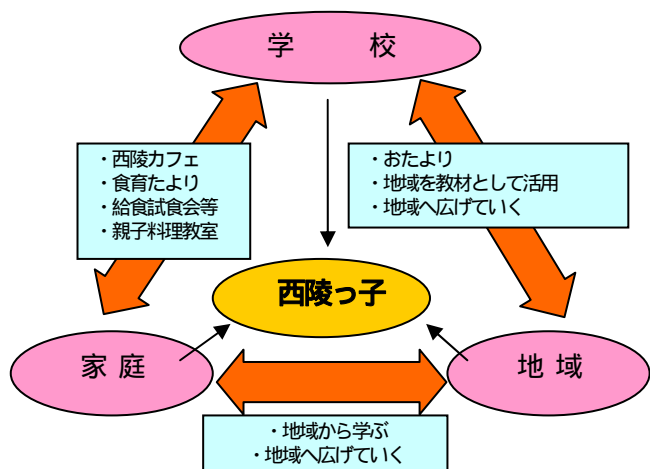 学　校
・西陵カフェ
・食育たより
・給食試食会等
・親子料理教室
・おたより
・地域を教材として活用
・地域へ広げていく
西陵っ子
家 庭
地 域
・地域から学ぶ
・地域へ広げていく